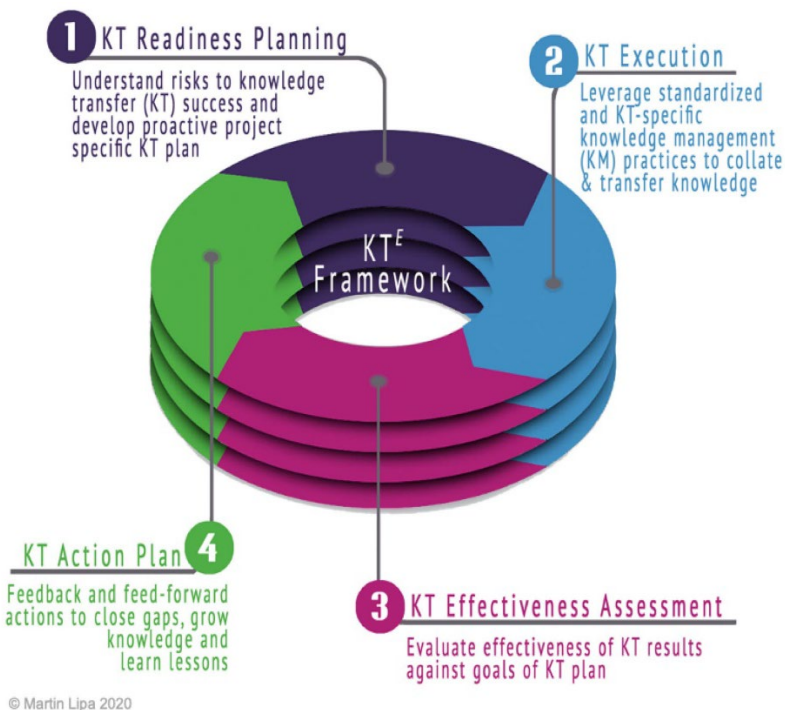 1 KT Readiness Planning
Understand risks to knowledge
transfer (KT) success and
develop proactive project
specific KT plan
2 KT Execution
Leverage standardized
and KT-specific
knowledge management
(KM) practices to collate
& transfer knowledge
KTᴱ
Framework
3 KT Effectiveness Assessment
Evaluate effectiveness of KT results
against goals of KT plan
KT Action Plan 4
Feedback and feed-forward
actions to close gaps, grow
knowledge and
learn lessons
© Martin Lipa 2020